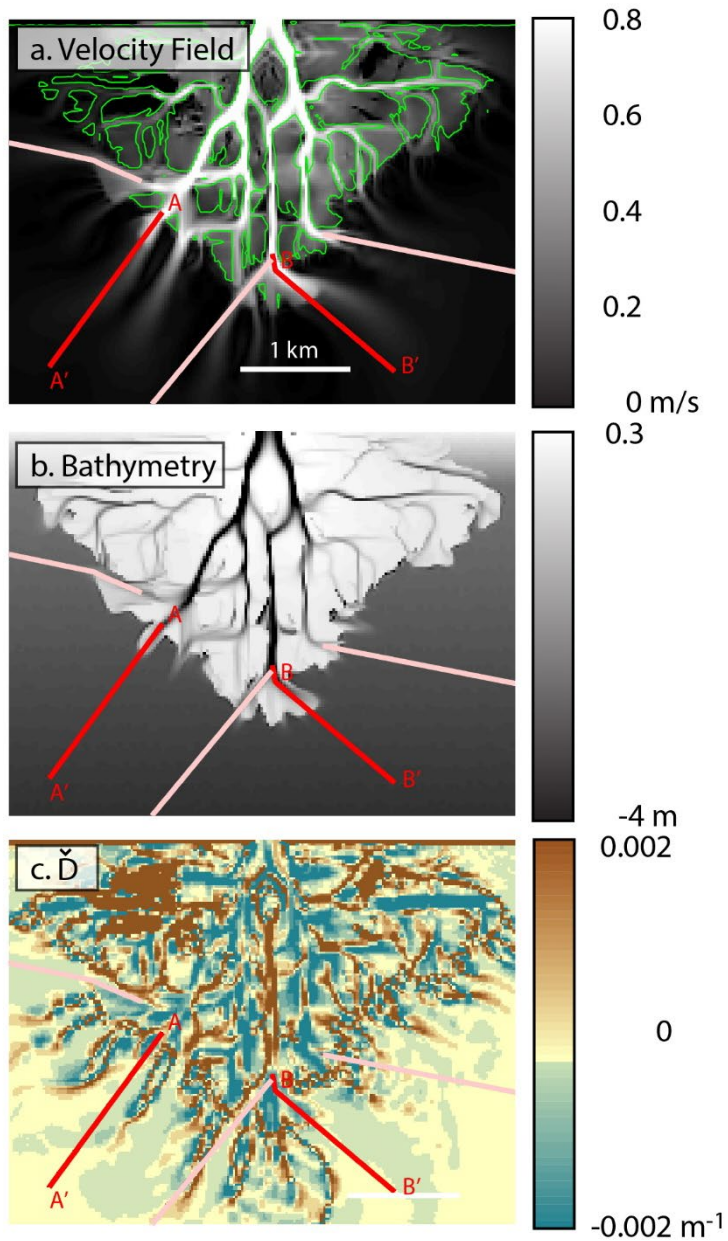 a. Velocity Field
0.8
0.6
0.4
0.2
0 m/s
A
A'
B
B'
1 km
b. Bathymetry
0.3
-4 m
A
A'
B
B'
c. Ď
0.002
0
-0.002 m⁻¹
A
A'
B
B'